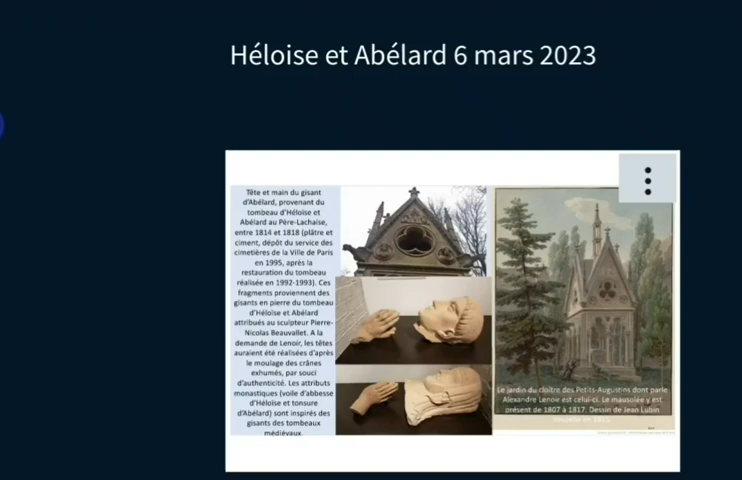 Héloise et Abélard 6 mars 2023
Tête et main du gisant
d'Abélard, provenant du
tombeau d'Héloïse et
Abélard au Père-Lachaise,
entre 1814 et 1818 (plâtre et
ciment, dépôt du service des
cimetières de la Ville de Paris
en 1995, après la
restauration du tombeau
réalisée en 1992-1993). Ces
fragments proviennent des
gisants en pierre du tombeau
d'Héloïse et Abélard
attribués au sculpteur Pierre-
Nicolas Beauvallet. A la
demande de Lenoir, les têtes
auraient été réalisées d'après
le moulage des crânes
exhumés, par souci
d'authenticité. Les attributs
monastiques (voile d'abbesse
d'Héloïse et tonsure
d'Abélard) sont inspirés des
gisants des tombeaux
médiévaux.
Le jardin du cloître des Petits-Augustins dont parle
Alexandre Lenoir est celui-ci. Le mausolée y est
présent de 1807 à 1817. Dessin de Jean Lubin